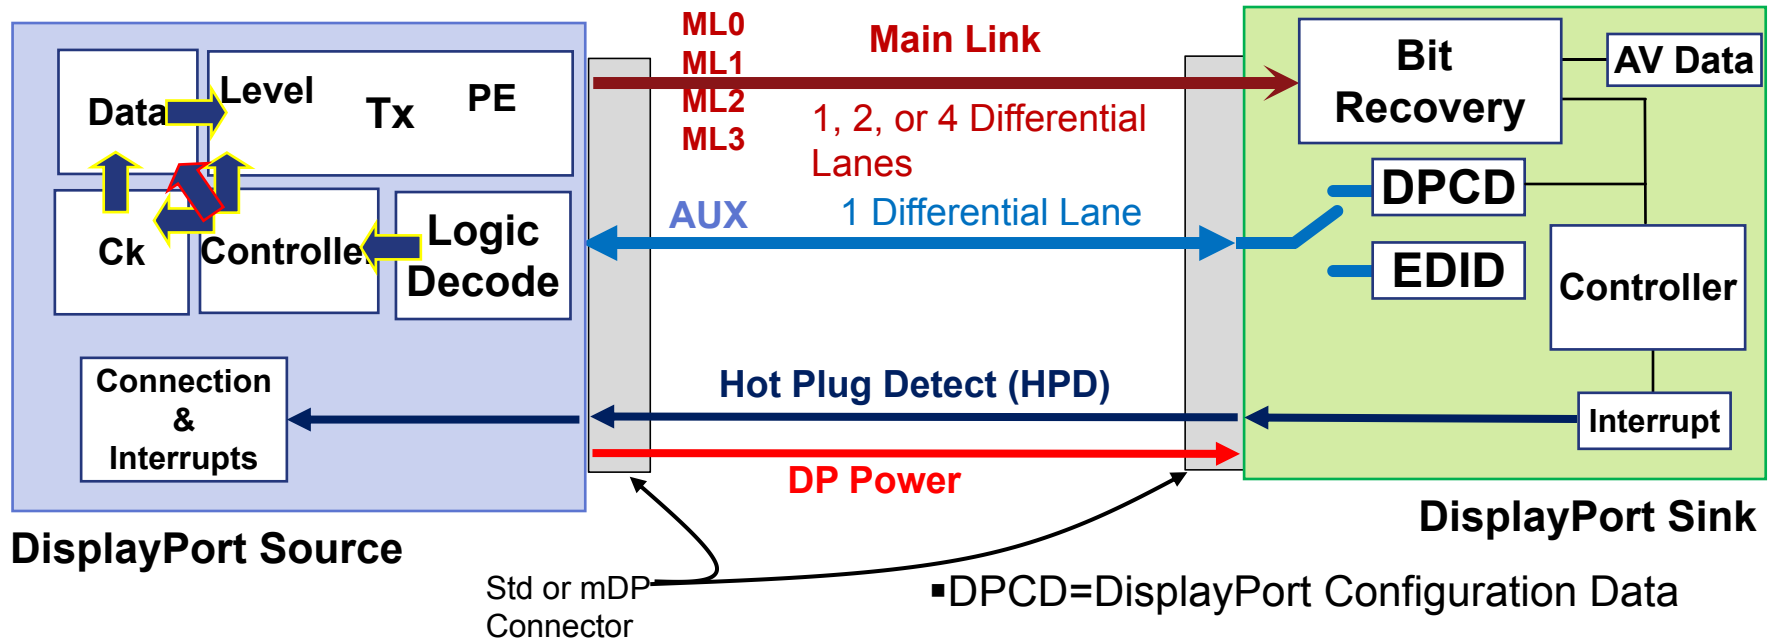 ML0
ML1
ML2
ML3
Main Link
1, 2, or 4 Differential
Lanes
Data
Level
Tx
PE
Ck
Controller
Logic
Decode
AUX
1 Differential Lane
Bit
Recovery
AV Data
DPCD
EDID
Controller
Interrupt
Connection
&
Interrupts
Hot Plug Detect (HPD)
DP Power
DisplayPort Source
DisplayPort Sink
Std or mDP
Connector
▪DPCD=DisplayPort Configuration Data